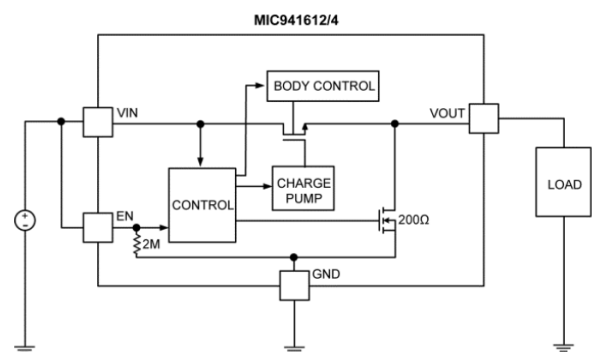 MIC941612/4
BODY CONTROL
VIN
VOUT
CONTROL
CHARGE
PUMP
LOAD
EN
200Ω
2M
GND
+
-